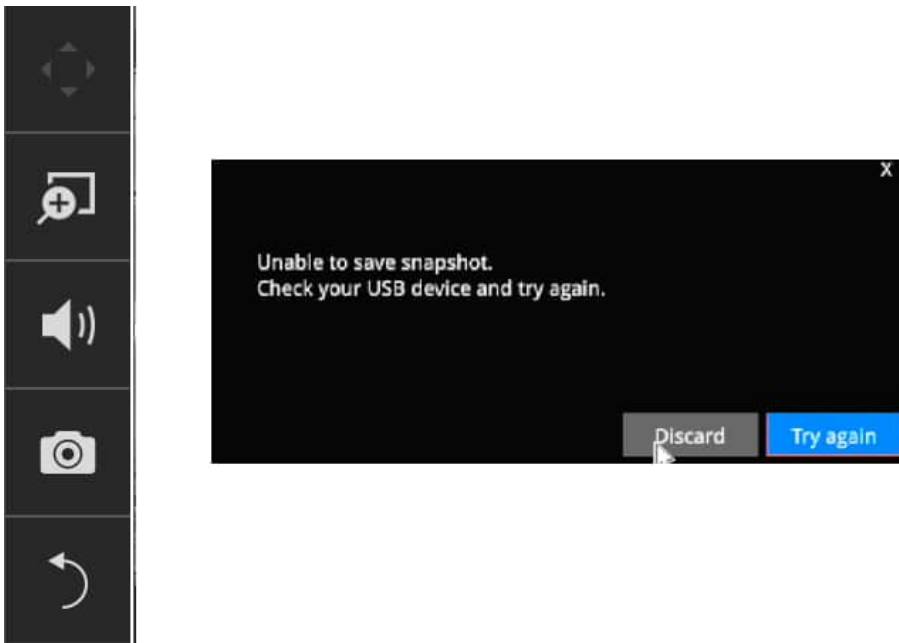 X
Unable to save snapshot.
Check your USB device and try again.
Discard
Try again